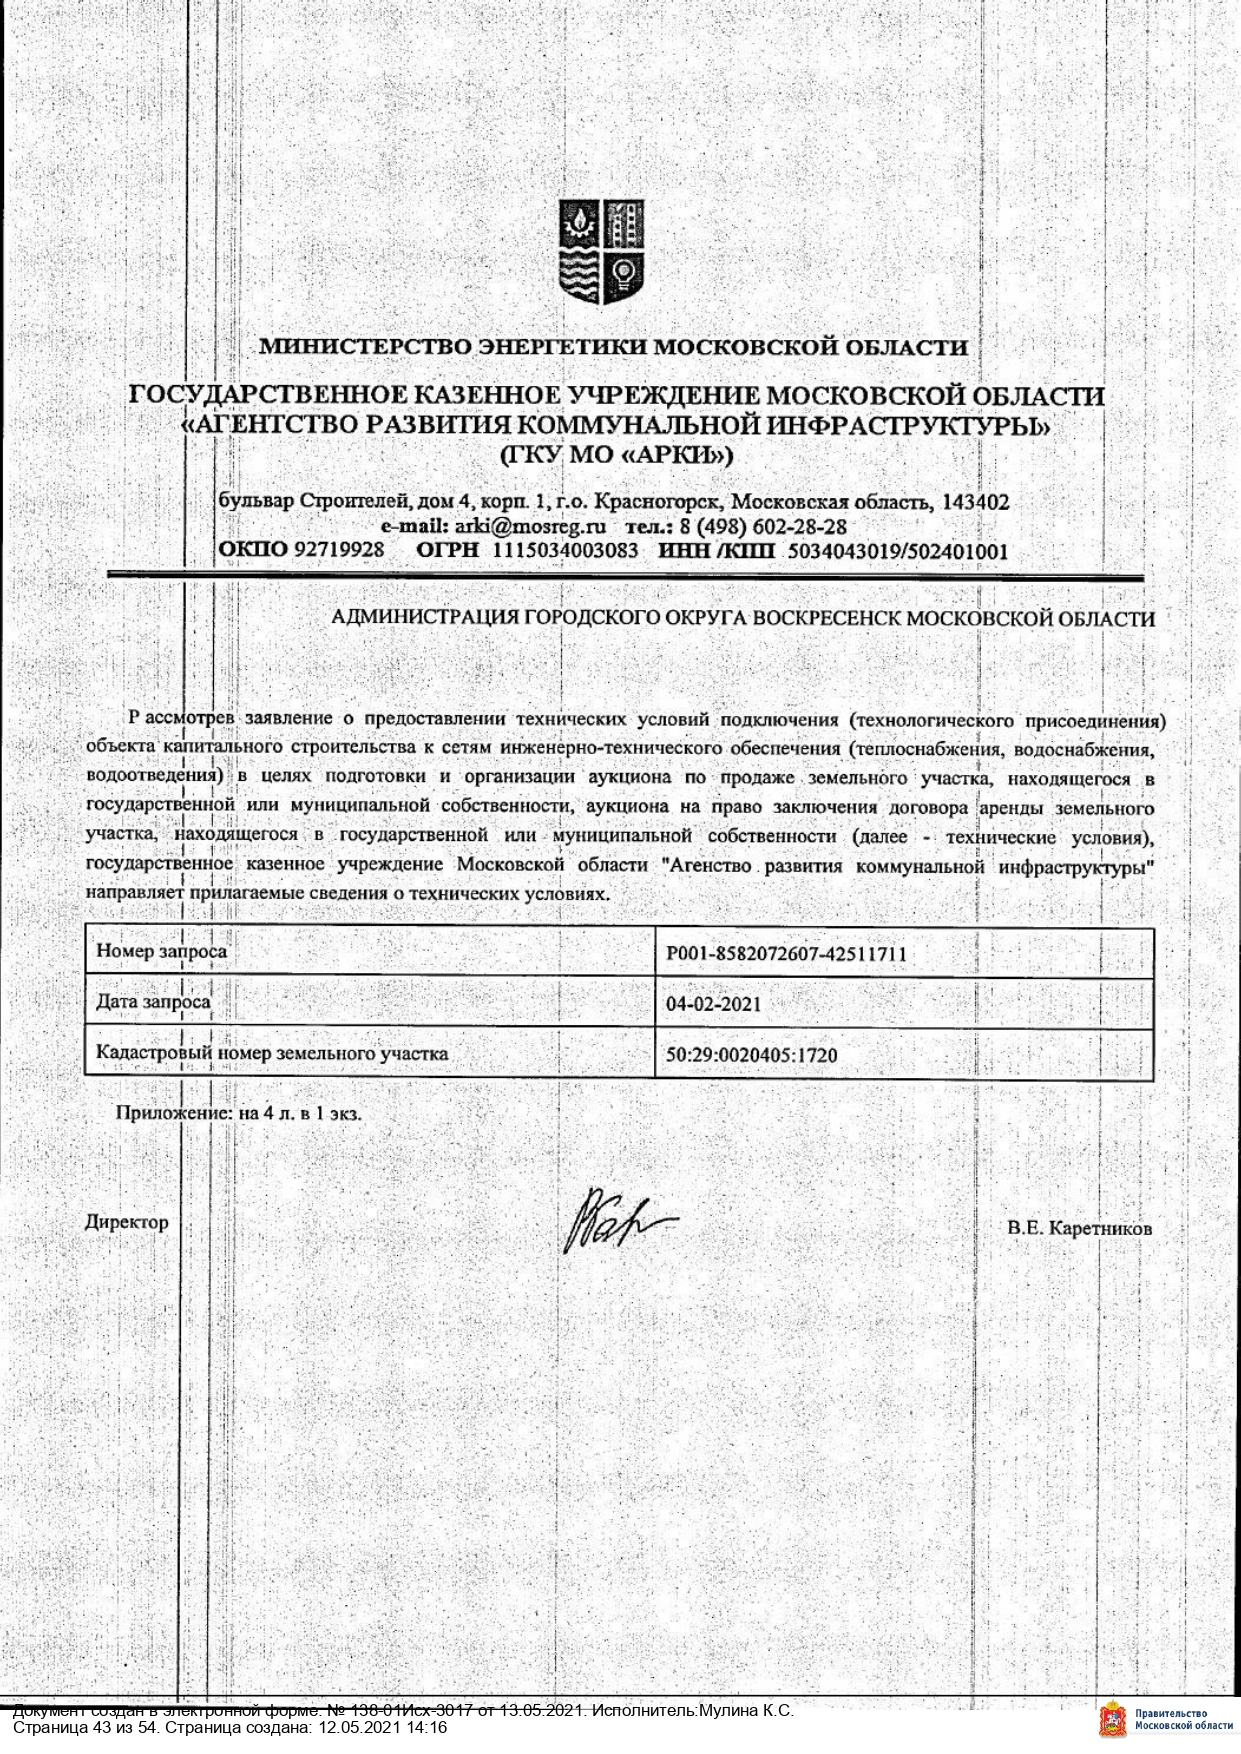 МИНИСТЕРСТВО ЭНЕРГЕТИКИ МОСКОВСКОЙ ОБЛАСТИ
ГОСУДАРСТВЕННОЕ КАЗЕННОЕ УЧРЕЖДЕНИЕ МОСКОВСКОЙ ОБЛАСТИ
«АГЕНТСТВО РАЗВИТИЯ КОММУНАЛЬНОЙ ИНФРАСТРУКТУРЫ»
(ГКУ МО «АРКИ»)
бульвар Строителей, дом 4, корп. 1, г.о. Красногорск, Московская область, 143402
e-mail: arki@mosreg.ru тел.: 8 (498) 602-28-28
ОКПО 92719928 ОГРН 1115034003083 ИНН /КПП 5034043019/502401001
АДМИНИСТРАЦИЯ ГОРОДСКОГО ОКРУГА ВОСКРЕСЕНСК МОСКОВСКОЙ ОБЛАСТИ
Р ассмотрев заявление о предоставлении технических условий подключения (технологического присоединения)
объекта капитального строительства к сетям инженерно-технического обеспечения (теплоснабжения, водоснабжения,
водоотведения) в целях подготовки и организации аукциона по продаже земельного участка, находящегося в
государственной или муниципальной собственности, аукциона на право заключения договора аренды земельного
участка, находящегося в государственной или муниципальной собственности (далее - технические условия),
государственное казенное учреждение Московской области "Агенство развития коммунальной инфраструктуры"
направляет прилагаемые сведения о технических условиях.
Номер запроса P001-8582072607-42511711
Дата запроса 04-02-2021
Кадастровый номер земельного участка 50:29:0020405:1720
Приложение: на 4 л. в 1 экз.
Директор В.Е. Каретников
Документ создан в электронной форме. № 138-01Исх-3017 от 13.05.2021. Исполнитель:Мулина К.С.
Страница 43 из 54. Страница создана: 12.05.2021 14:16
Правительство
Московской области